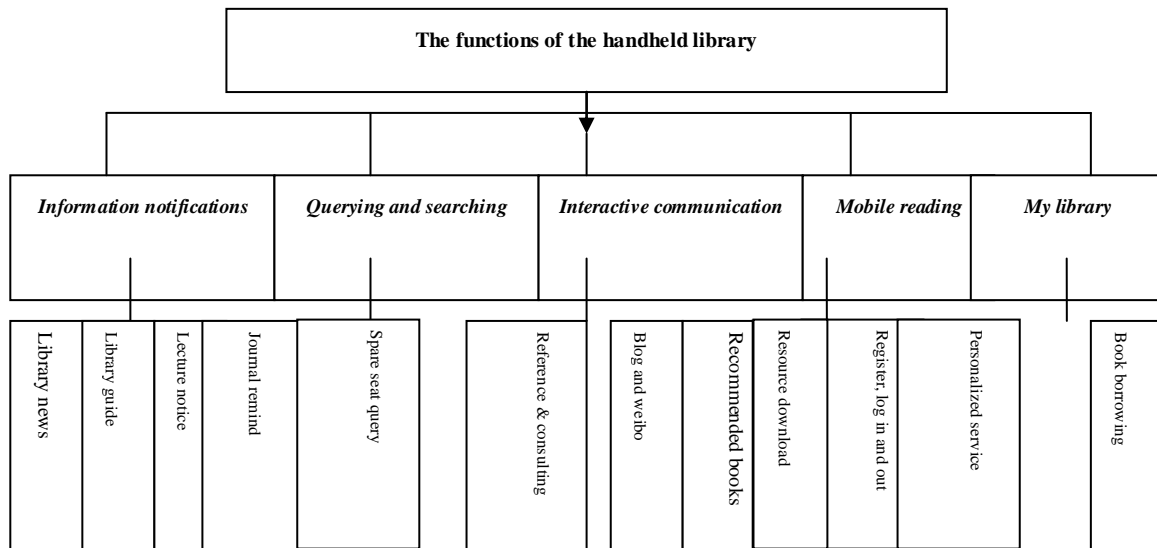 The functions of the handheld library
Information notifications
Querying and searching
Interactive communication
Mobile reading
My library
Library news
Library guide
Lecture notice
Journal remind
Spare seat query
Reference & consulting
Blog and weibo
Recommended books
Resource download
Register, log in and out
Personalized service
Book borrowing